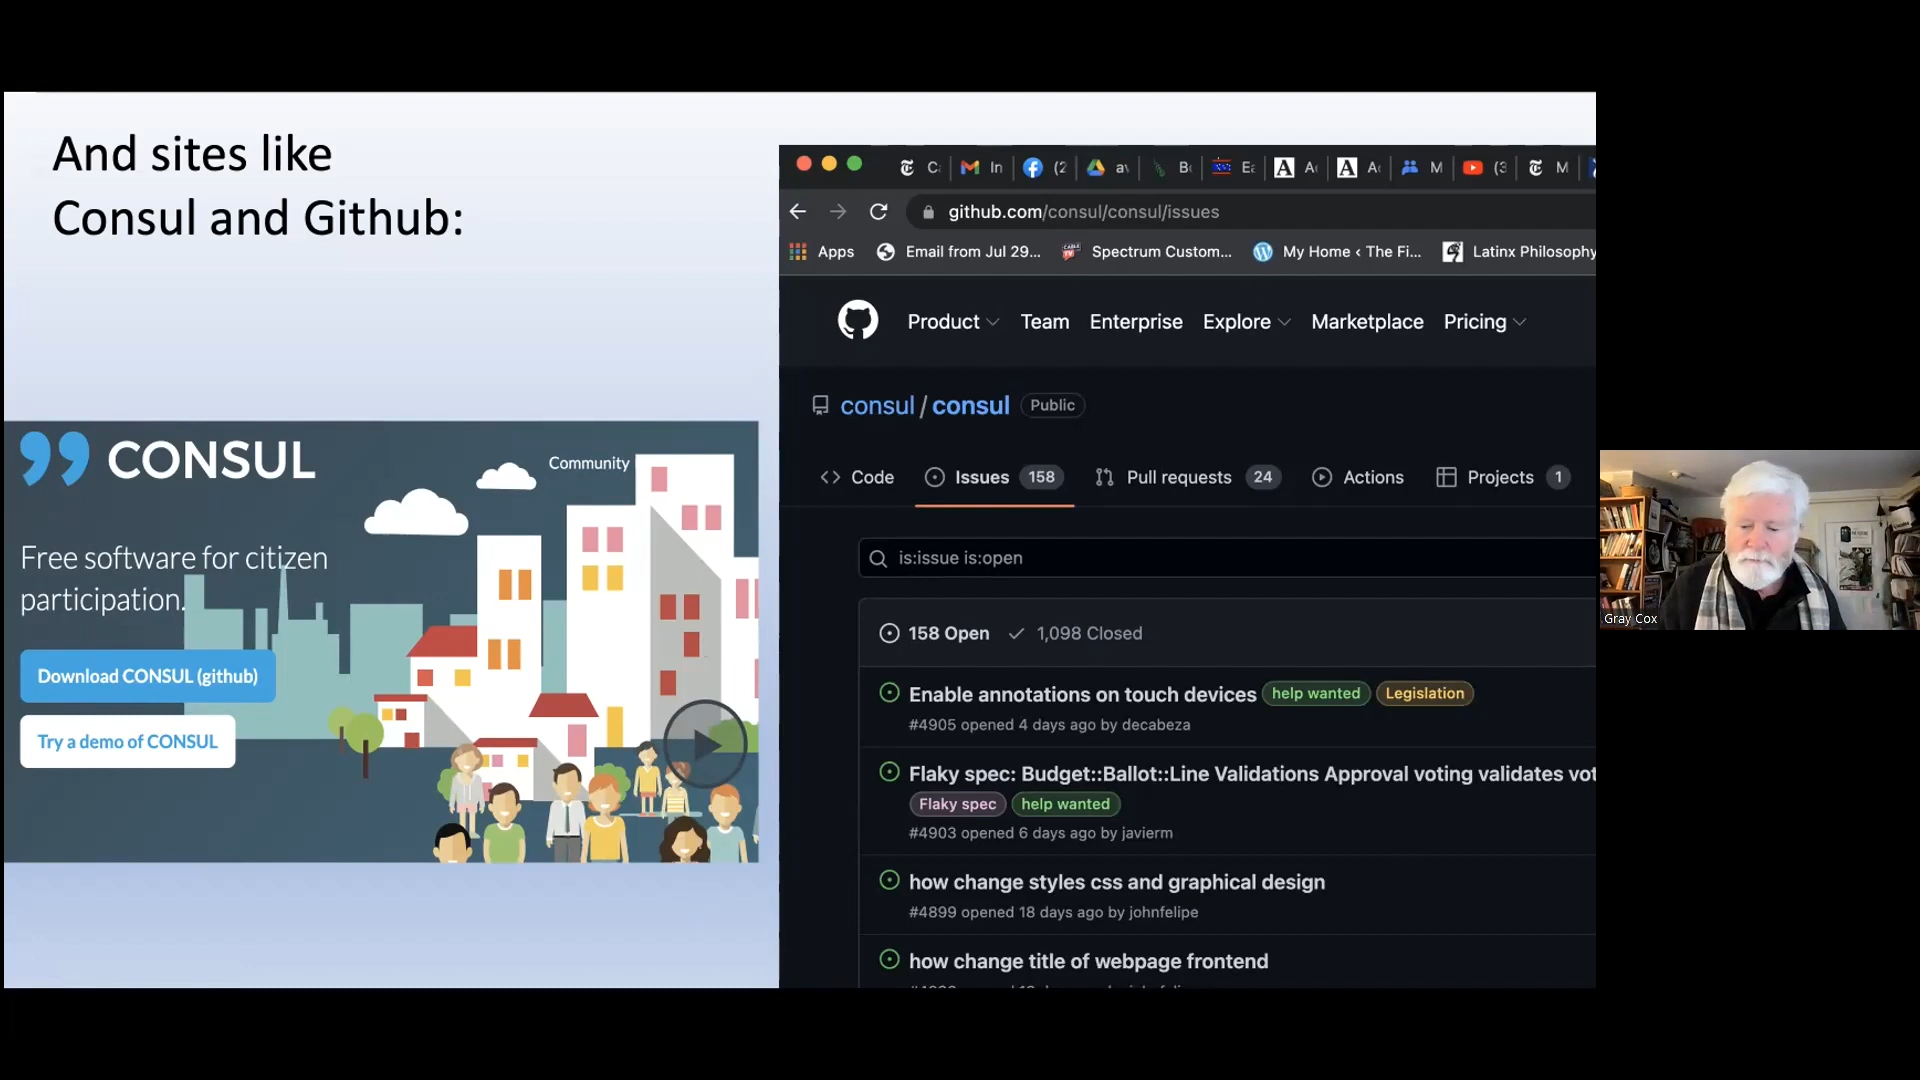 And sites like
Consul and Github:
CONSUL
Community
Free software for citizen
participation.
Download CONSUL (github)
Try a demo of CONSUL
In
(2
M
(3
M
github.com/consul/consul/issues
Apps
Email from Jul 29...
Spectrum Custom...
My Home ‹ The Fi...
Latinx Philosophy
Product
Team
Enterprise
Explore
Marketplace
Pricing
consul / consul
Public
Code
Issues 158
Pull requests 24
Actions
Projects 1
is:issue is:open
158 Open
1,098 Closed
Enable annotations on touch devices help wanted Legislation
#4905 opened 4 days ago by decabeza
Flaky spec: Budget::Ballot::Line Validations Approval voting validates vot
Flaky spec help wanted
#4903 opened 6 days ago by javierm
how change styles css and graphical design
#4899 opened 18 days ago by johnfelipe
how change title of webpage frontend
Gray Cox